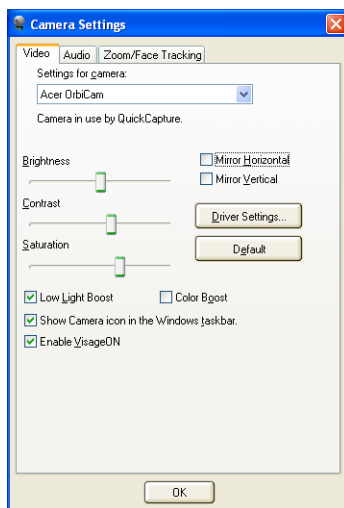 Camera Settings
Video Audio Zoom/Face Tracking
Settings for camera:
Acer OrbiCam
Camera in use by QuickCapture.
Brightness
Mirror Horizontal
Mirror Vertical
Contrast
Driver Settings...
Saturation
Default
Low Light Boost Color Boost
Show Camera icon in the Windows taskbar.
Enable VisageON
OK